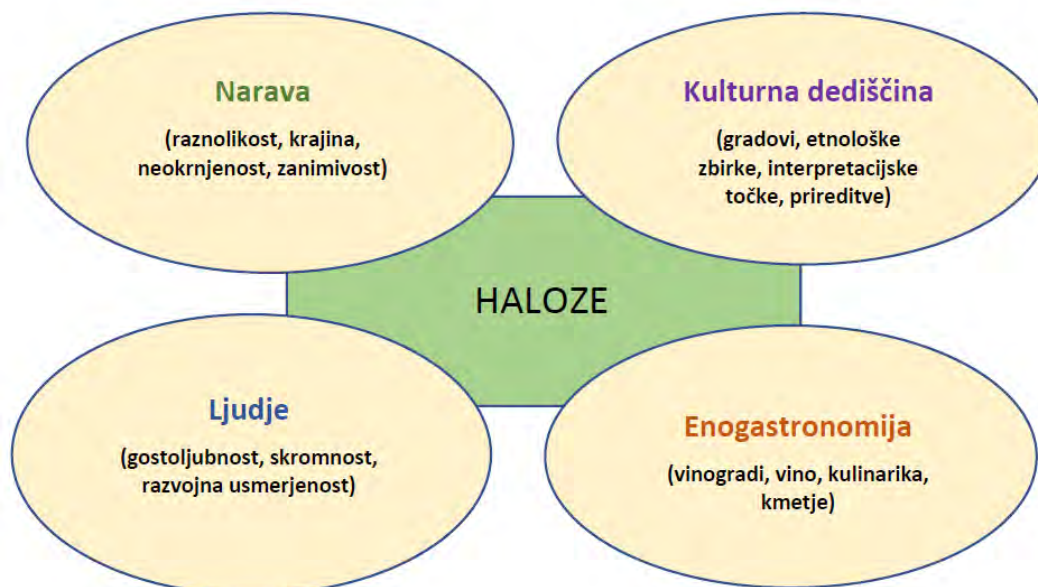 Narava
(raznolikost, krajina,
neokrnjenost, zanimivost)
Kulturna dediščina
(gradovi, etnološke
zbirke, interpretacijske
točke, prireditve)
HALOZE
Ljudje
(gostoljubnost, skromnost,
razvojna usmerjenost)
Enogastronomija
(vinogradi, vino, kulinarika,
kmetje)